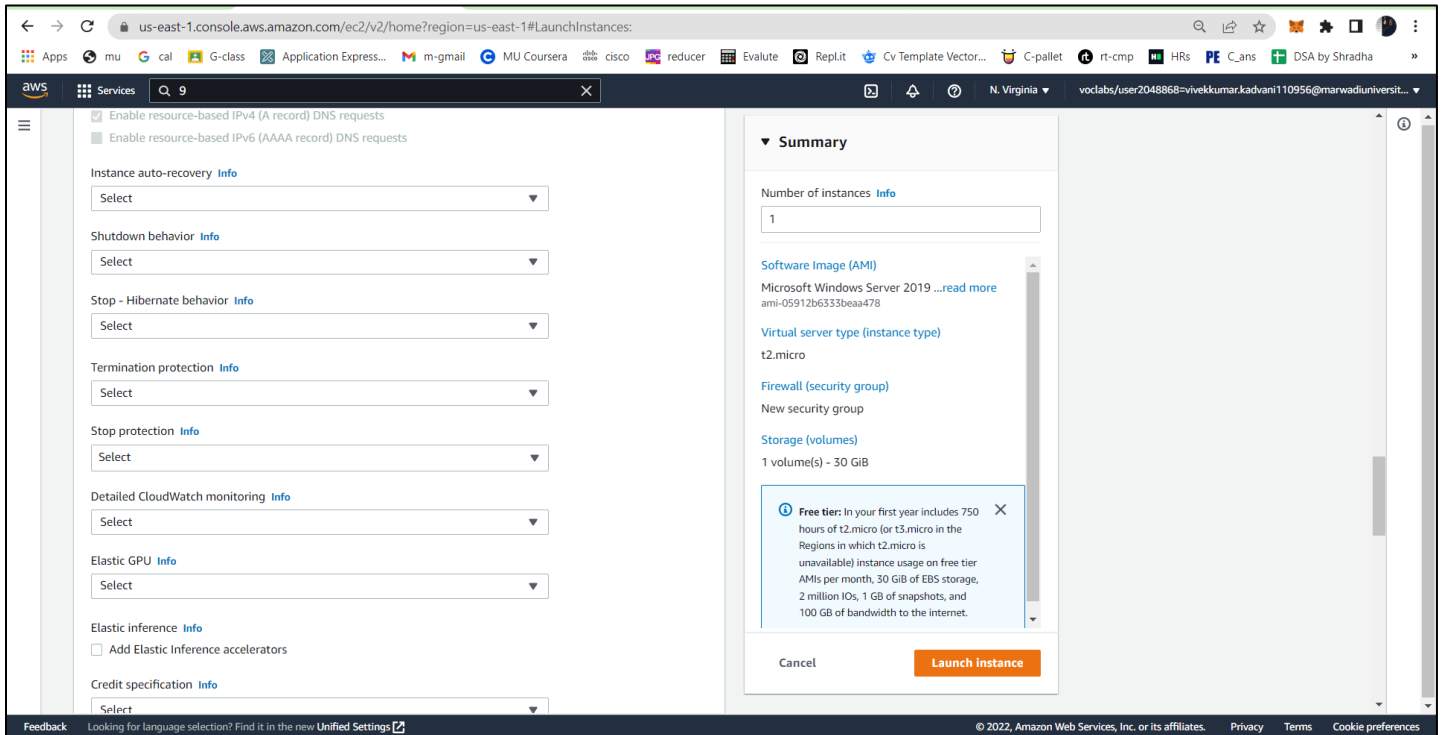 us-east-1.console.aws.amazon.com/ec2/v2/home?region=us-east-1#LaunchInstances:
Apps mu cal G-class Application Express... m-gmail MU Coursera cisco reducer Evalute Repl.it Cv Template Vector... C-pallet rt-cmp HRs C_ans DSA by Shradha »
aws Services 9 N. Virginia voclabs/user2048868=vivekkumar.kadvani110956@marwadiuniversit...
Enable resource-based IPv4 (A record) DNS requests
Enable resource-based IPv6 (AAAA record) DNS requests
Instance auto-recovery Info
Select
Shutdown behavior Info
Select
Stop - Hibernate behavior Info
Select
Termination protection Info
Select
Stop protection Info
Select
Detailed CloudWatch monitoring Info
Select
Elastic GPU Info
Select
Elastic inference Info
Add Elastic Inference accelerators
Credit specification Info
Select
Summary
Number of instances Info
1
Software Image (AMI)
Microsoft Windows Server 2019 ...read more
ami-05912b6333beaa478
Virtual server type (instance type)
t2.micro
Firewall (security group)
New security group
Storage (volumes)
1 volume(s) - 30 GiB
Free tier: In your first year includes 750
hours of t2.micro (or t3.micro in the
Regions in which t2.micro is
unavailable) instance usage on free tier
AMIs per month, 30 GiB of EBS storage,
2 million IOs, 1 GB of snapshots, and
100 GB of bandwidth to the internet.
Cancel Launch instance
Feedback Looking for language selection? Find it in the new Unified Settings © 2022, Amazon Web Services, Inc. or its affiliates. Privacy Terms Cookie preferences